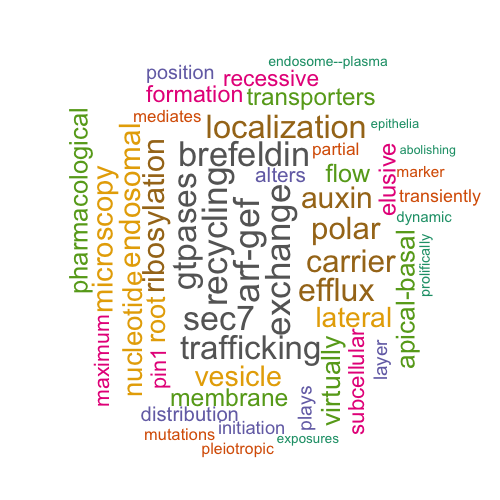 endosome--plasma
position
recessive
formation
transporters
mediates
localization
epithelia
pharmacological
microscopy
endosomal
ribosylation
brefeldin
partial
elusive
abolishing
alters
flow
marker
gtpases
recycling
arf-gef
exchange
auxin
transiently
polar
dynamic
nucleotide
root
carrier
apical-basal
prolifically
efflux
maximum
pin1
sec7
lateral
trafficking
virtually
subcellular
layer
vesicle
membrane
plays
distribution
initiation
mutations
exposures
pleiotropic